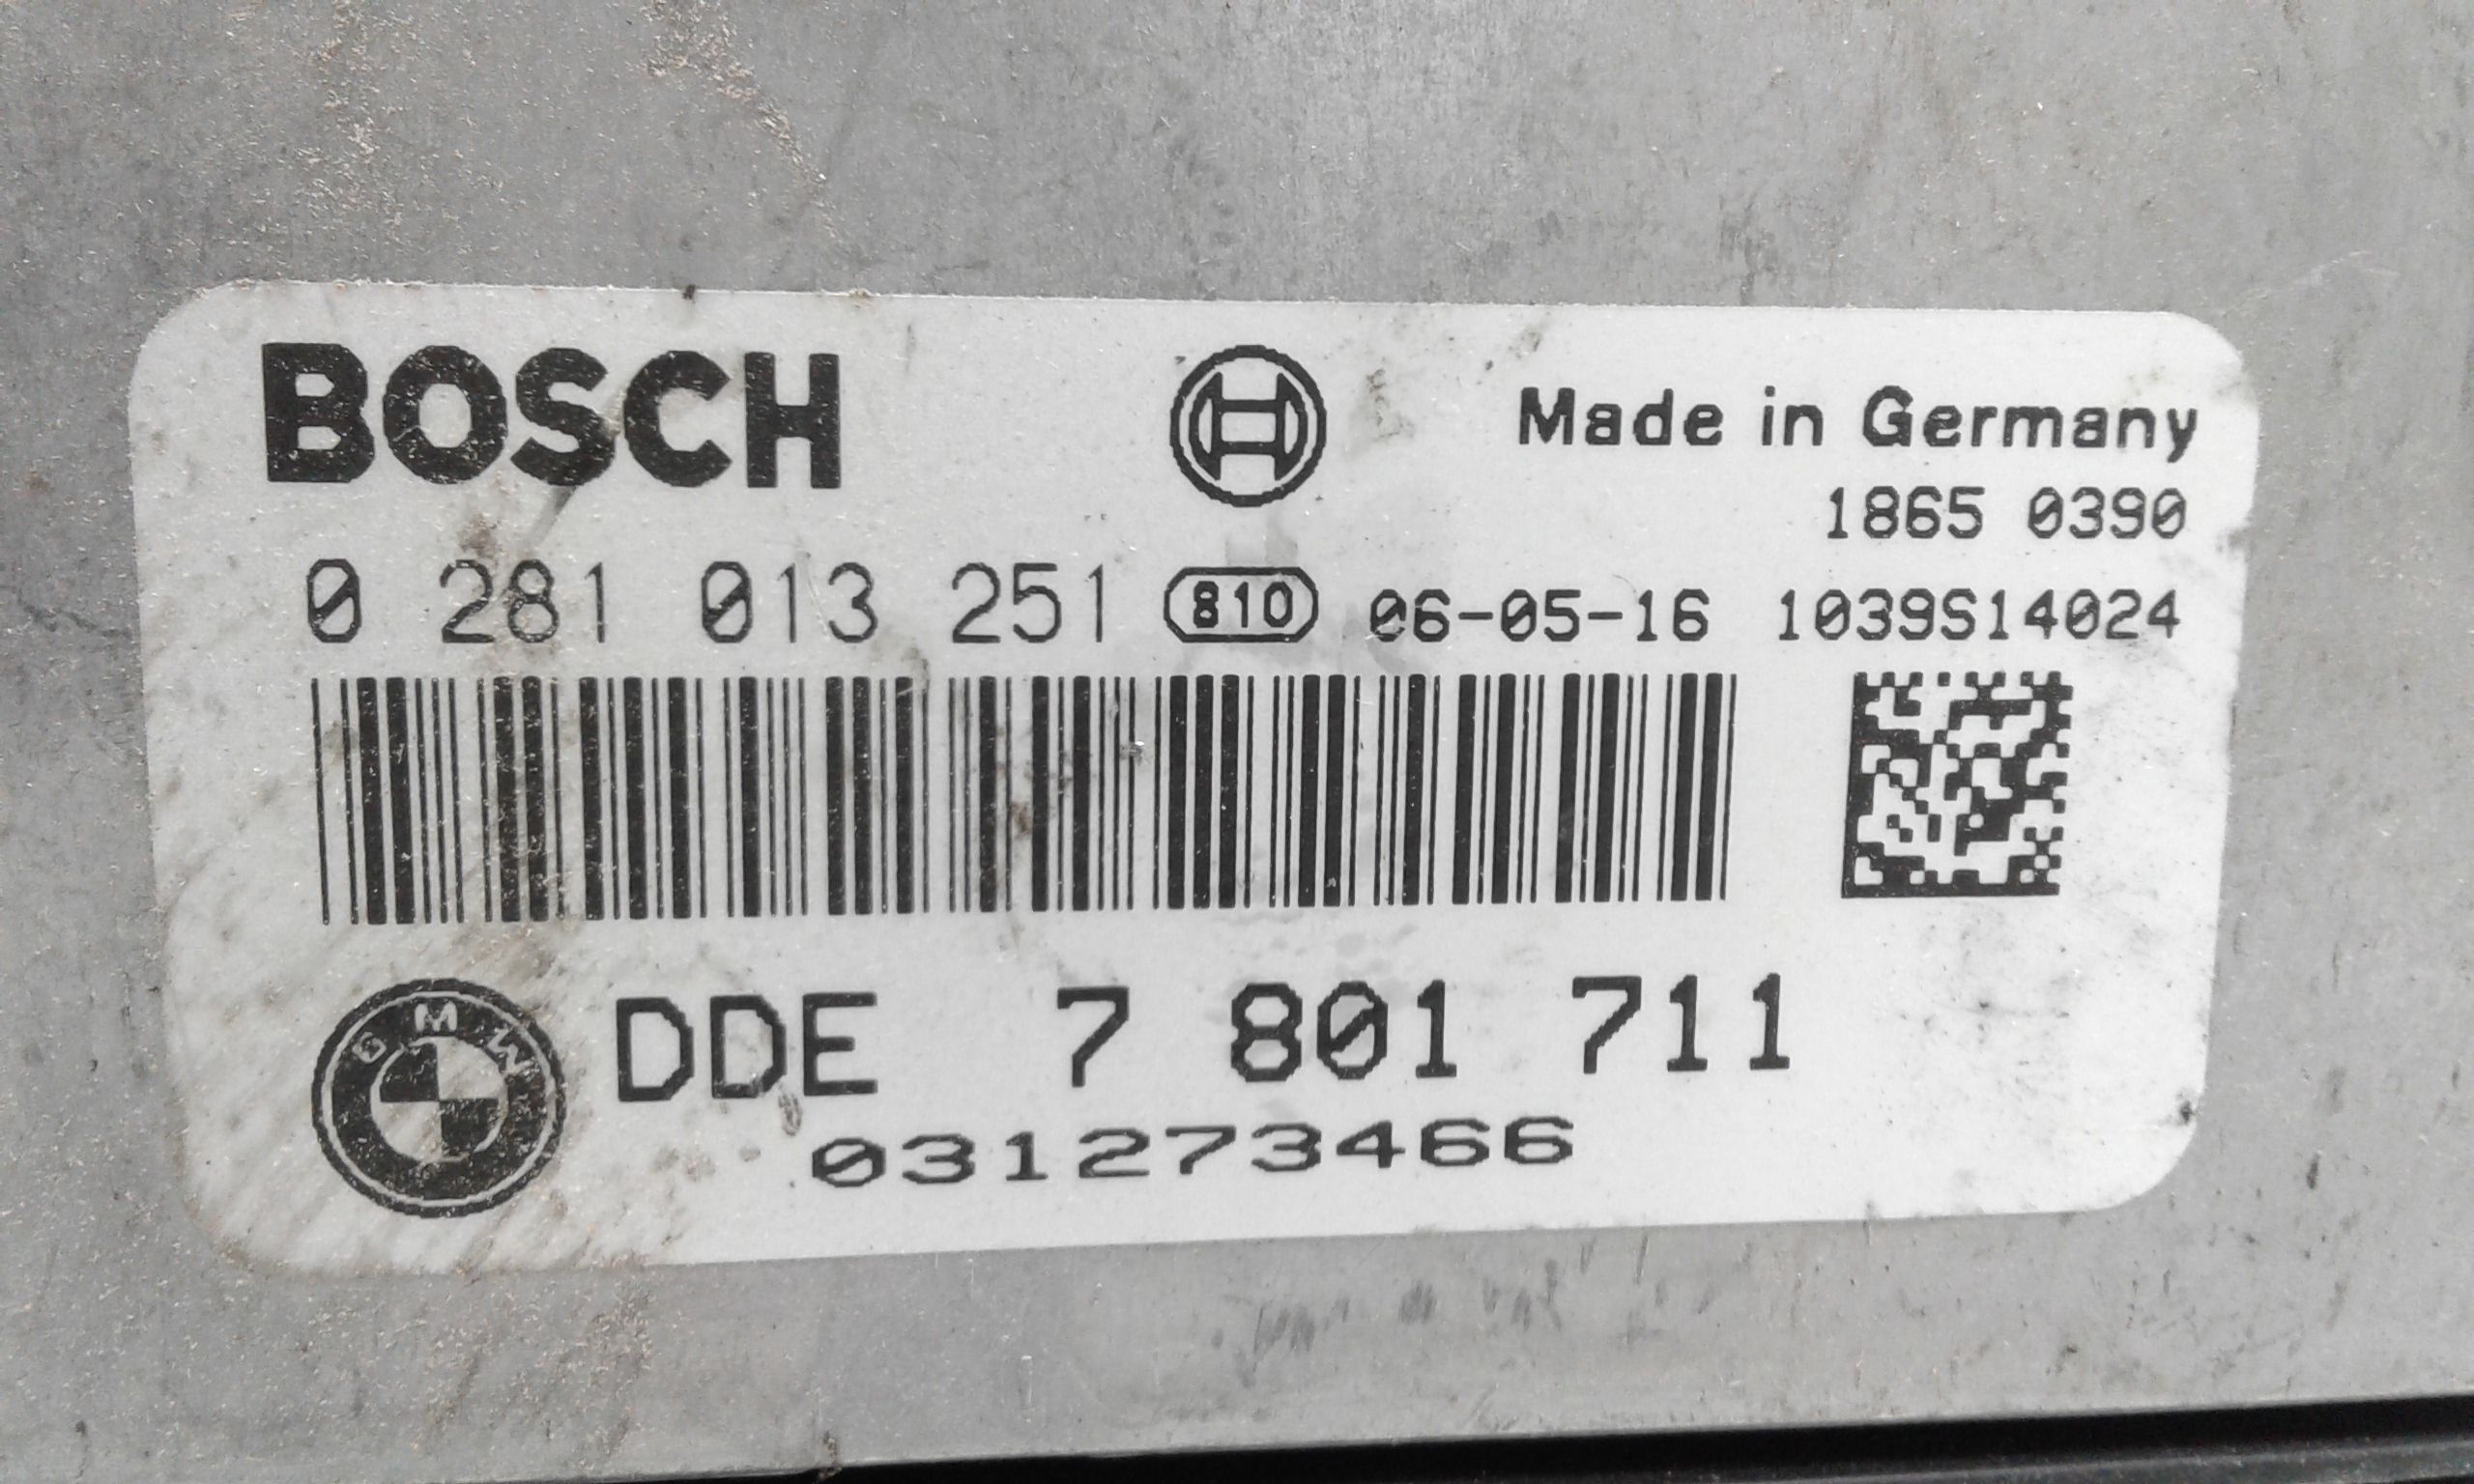 BOSCH
Made in Germany
1865 0390
0 281 013 251 810 06-05-16 1039S14024
BMW
DDE 7 801 711
031273466